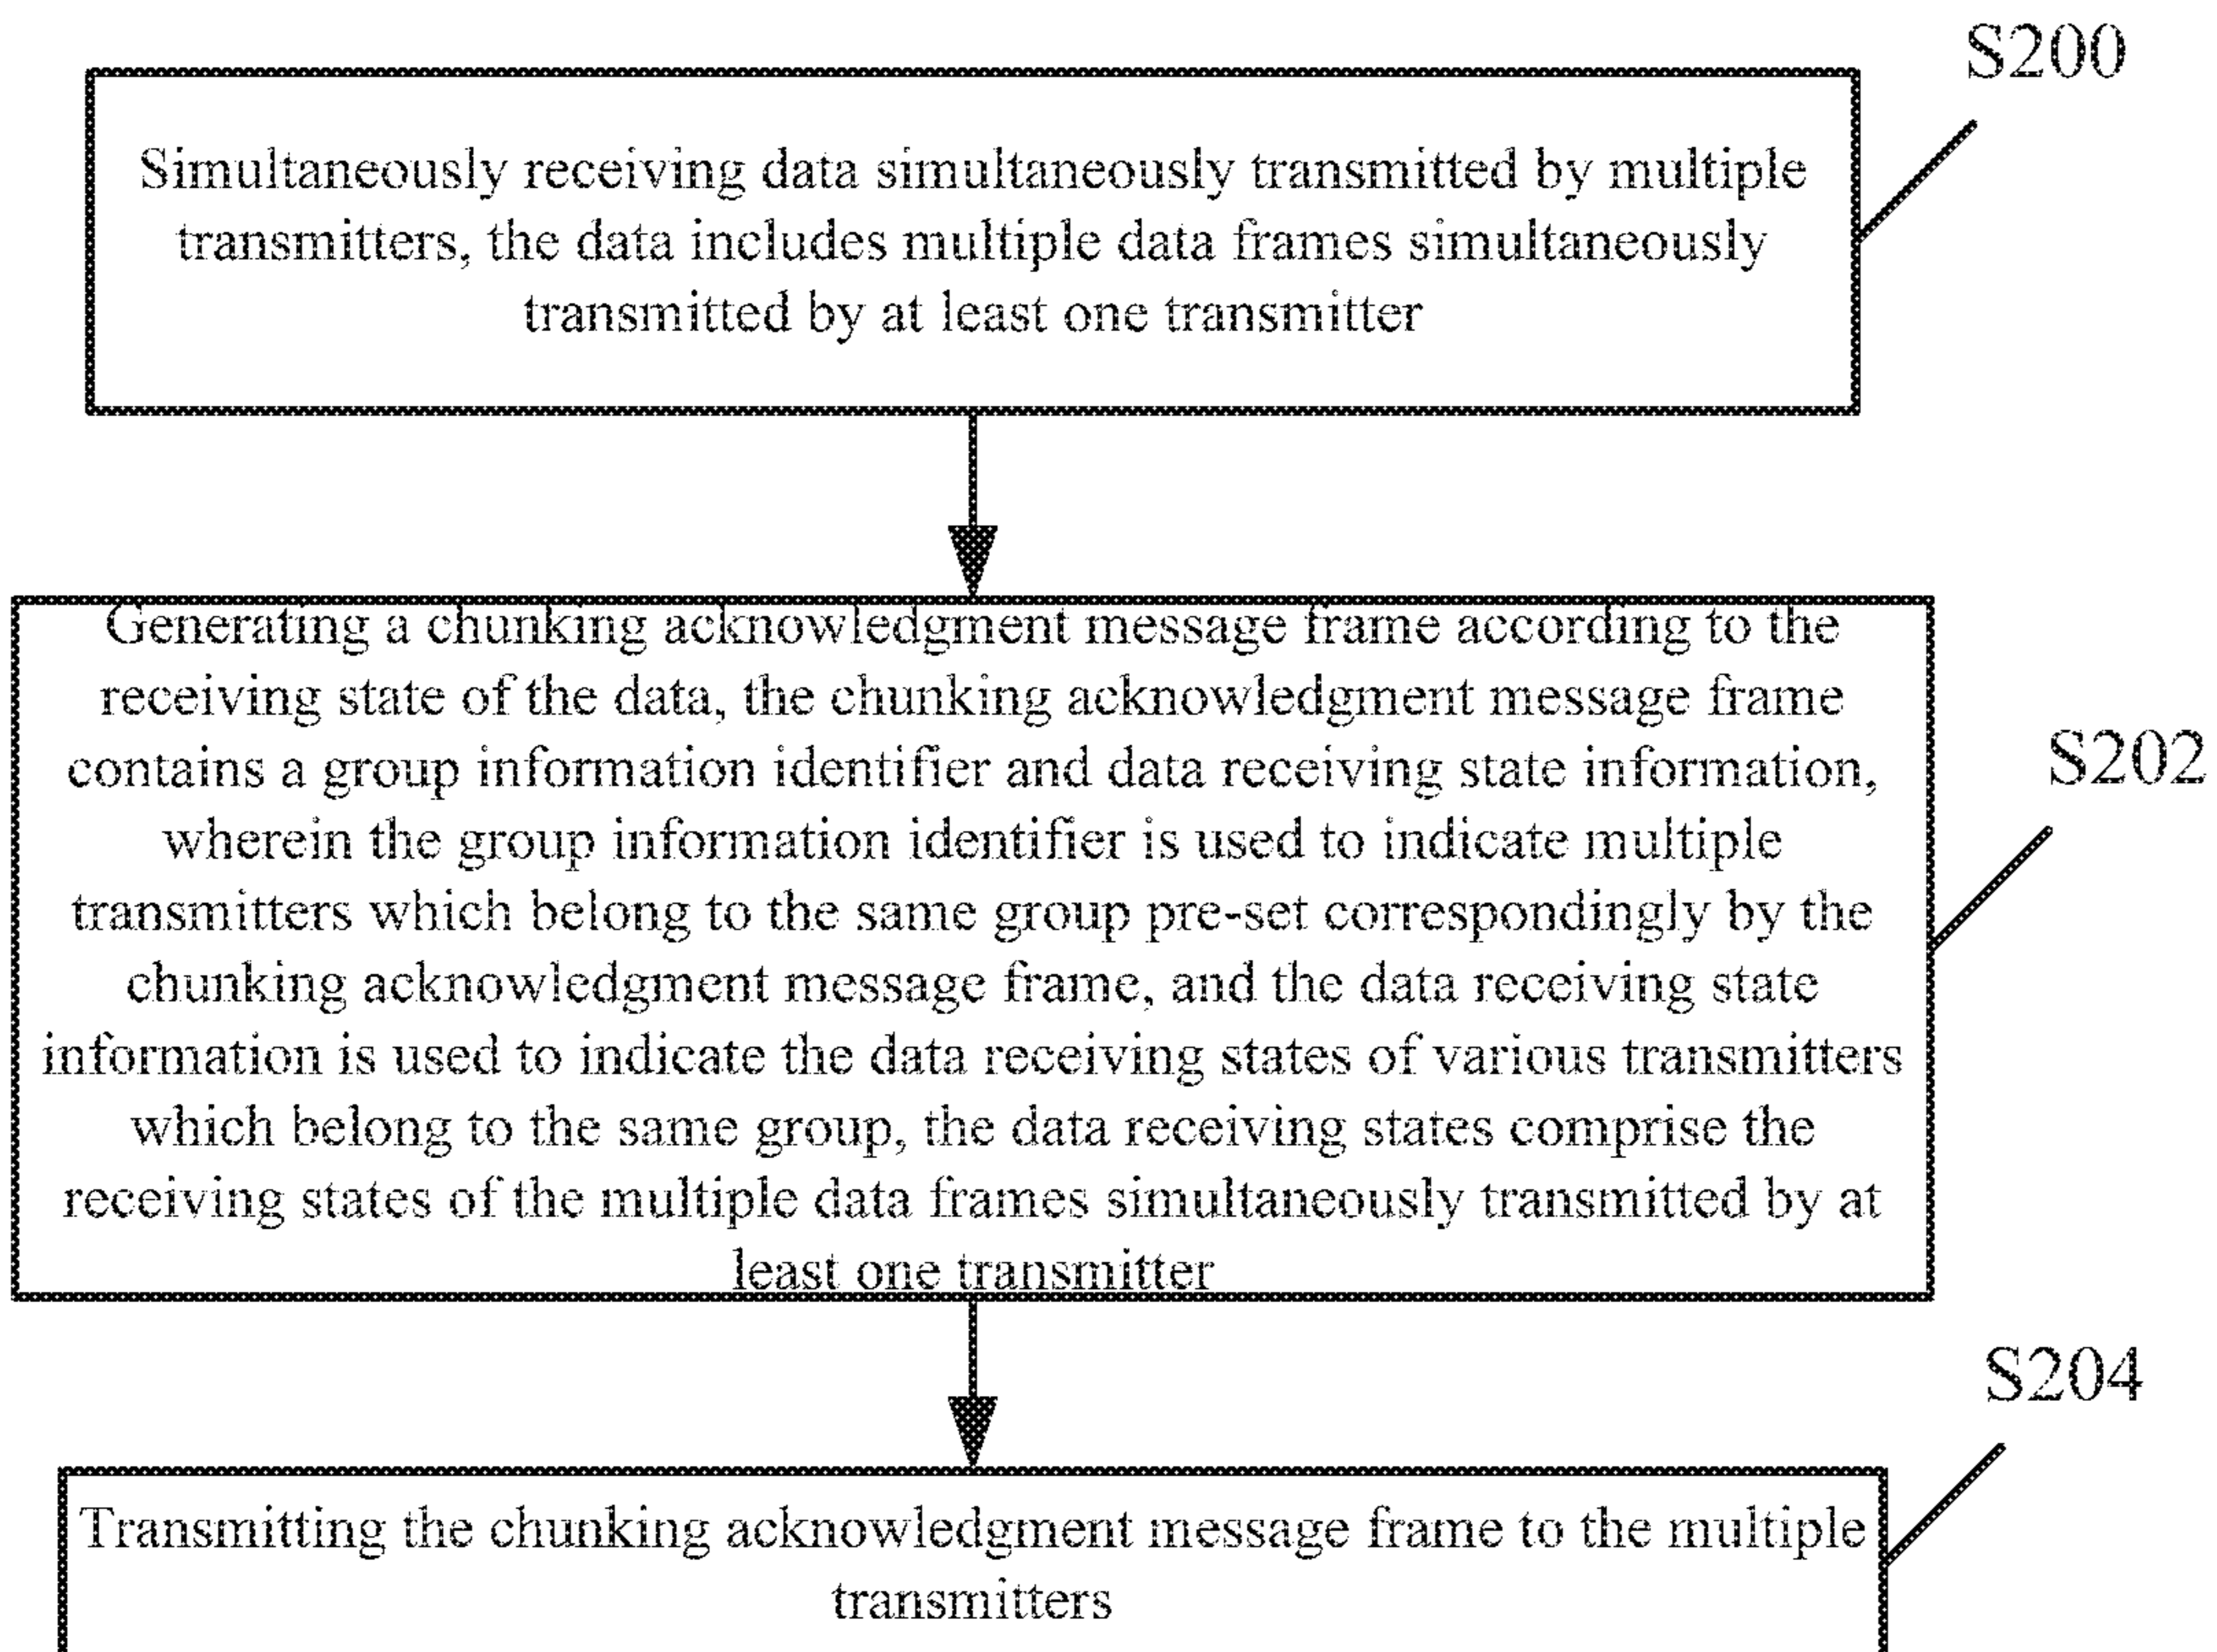 S200
Simultaneously receiving data simultaneously transmitted by multiple
transmitters, the data includes multiple data frames simultaneously
transmitted by at least one transmitter
Generating a chunking acknowledgment message frame according to the
receiving state of the data, the chunking acknowledgment message frame
contains a group information identifier and data receiving state information,
wherein the group information identifier is used to indicate multiple
transmitters which belong to the same group pre-set correspondingly by the
chunking acknowledgment message frame, and the data receiving state
information is used to indicate the data receiving states of various transmitters
which belong to the same group, the data receiving states comprise the
receiving states of the multiple data frames simultaneously transmitted by at
least one transmitter
S202
S204
Transmitting the chunking acknowledgment message frame to the multiple
transmitters